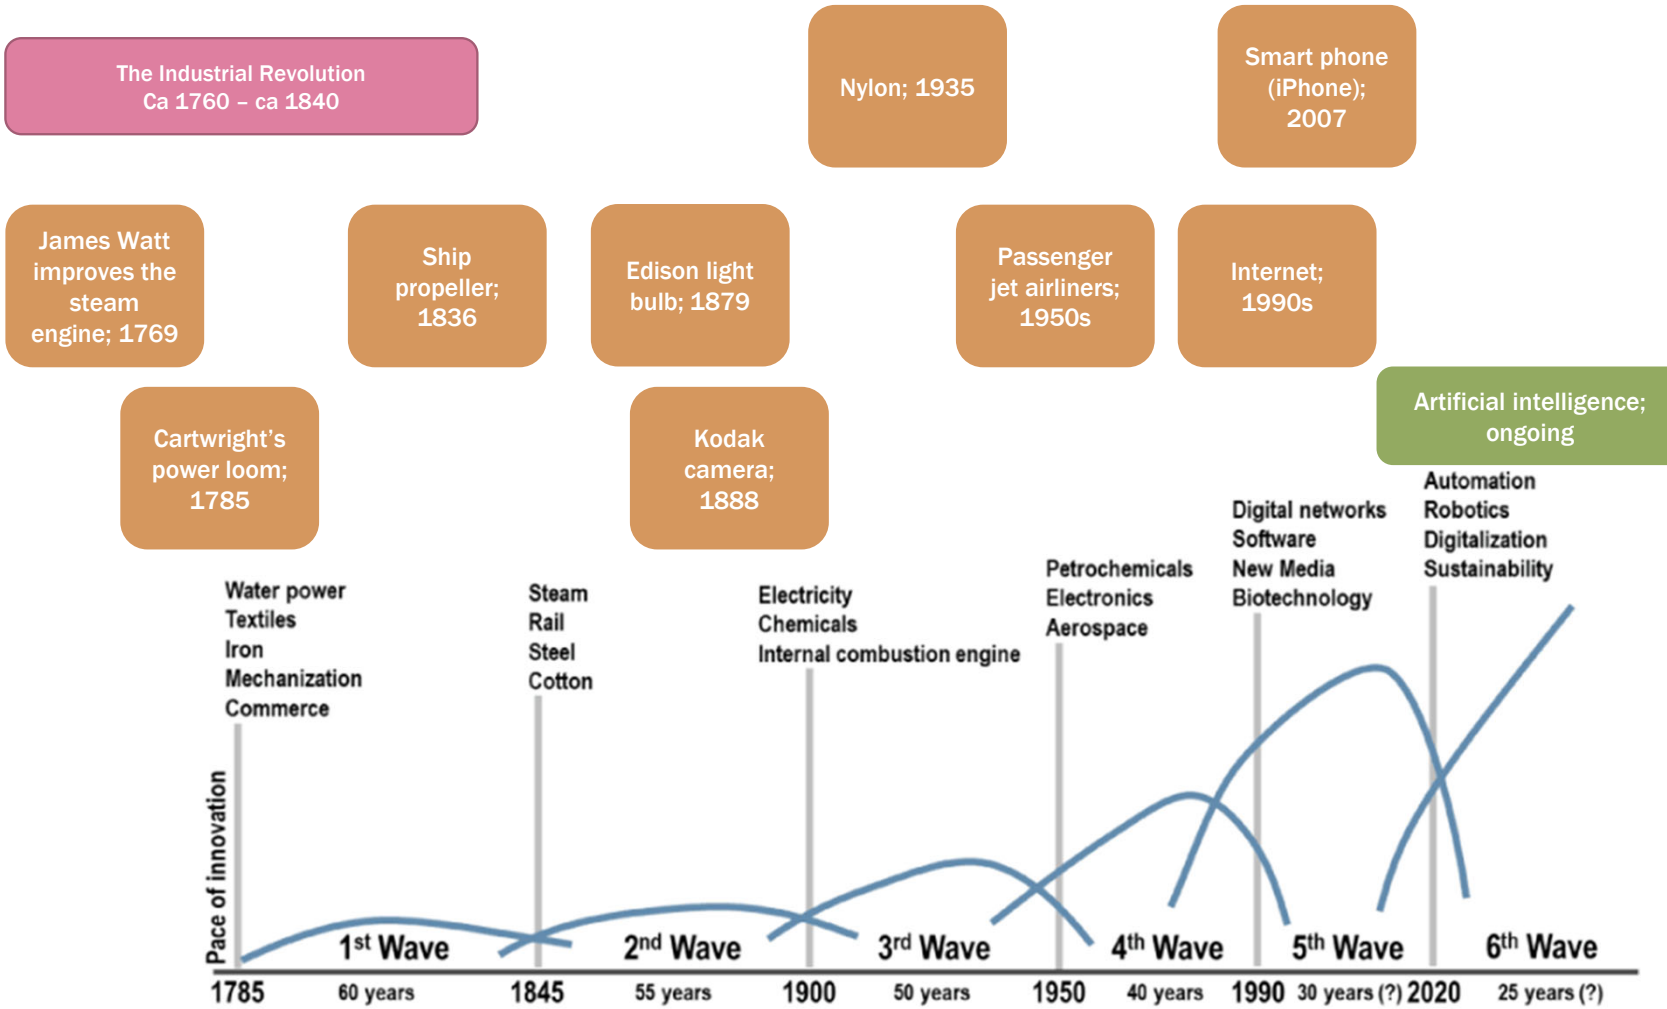 The Industrial Revolution
Ca 1760 – ca 1840
Nylon; 1935
Smart phone
(iPhone);
2007
James Watt
improves the
steam
engine; 1769
Ship
propeller;
1836
Edison light
bulb; 1879
Passenger
jet airliners;
1950s
Internet;
1990s
Cartwright’s
power loom;
1785
Kodak
camera;
1888
Artificial intelligence;
ongoing
Water power
Textiles
Iron
Mechanization
Commerce
Steam
Rail
Steel
Cotton
Electricity
Chemicals
Internal combustion engine
Petrochemicals
Electronics
Aerospace
Digital networks
Software
New Media
Biotechnology
Automation
Robotics
Digitalization
Sustainability
Pace of innovation
1st Wave
2nd Wave
3rd Wave
4th Wave
5th Wave
6th Wave
1785
60 years
1845
55 years
1900
50 years
1950
40 years
1990
30 years (?)
2020
25 years (?)